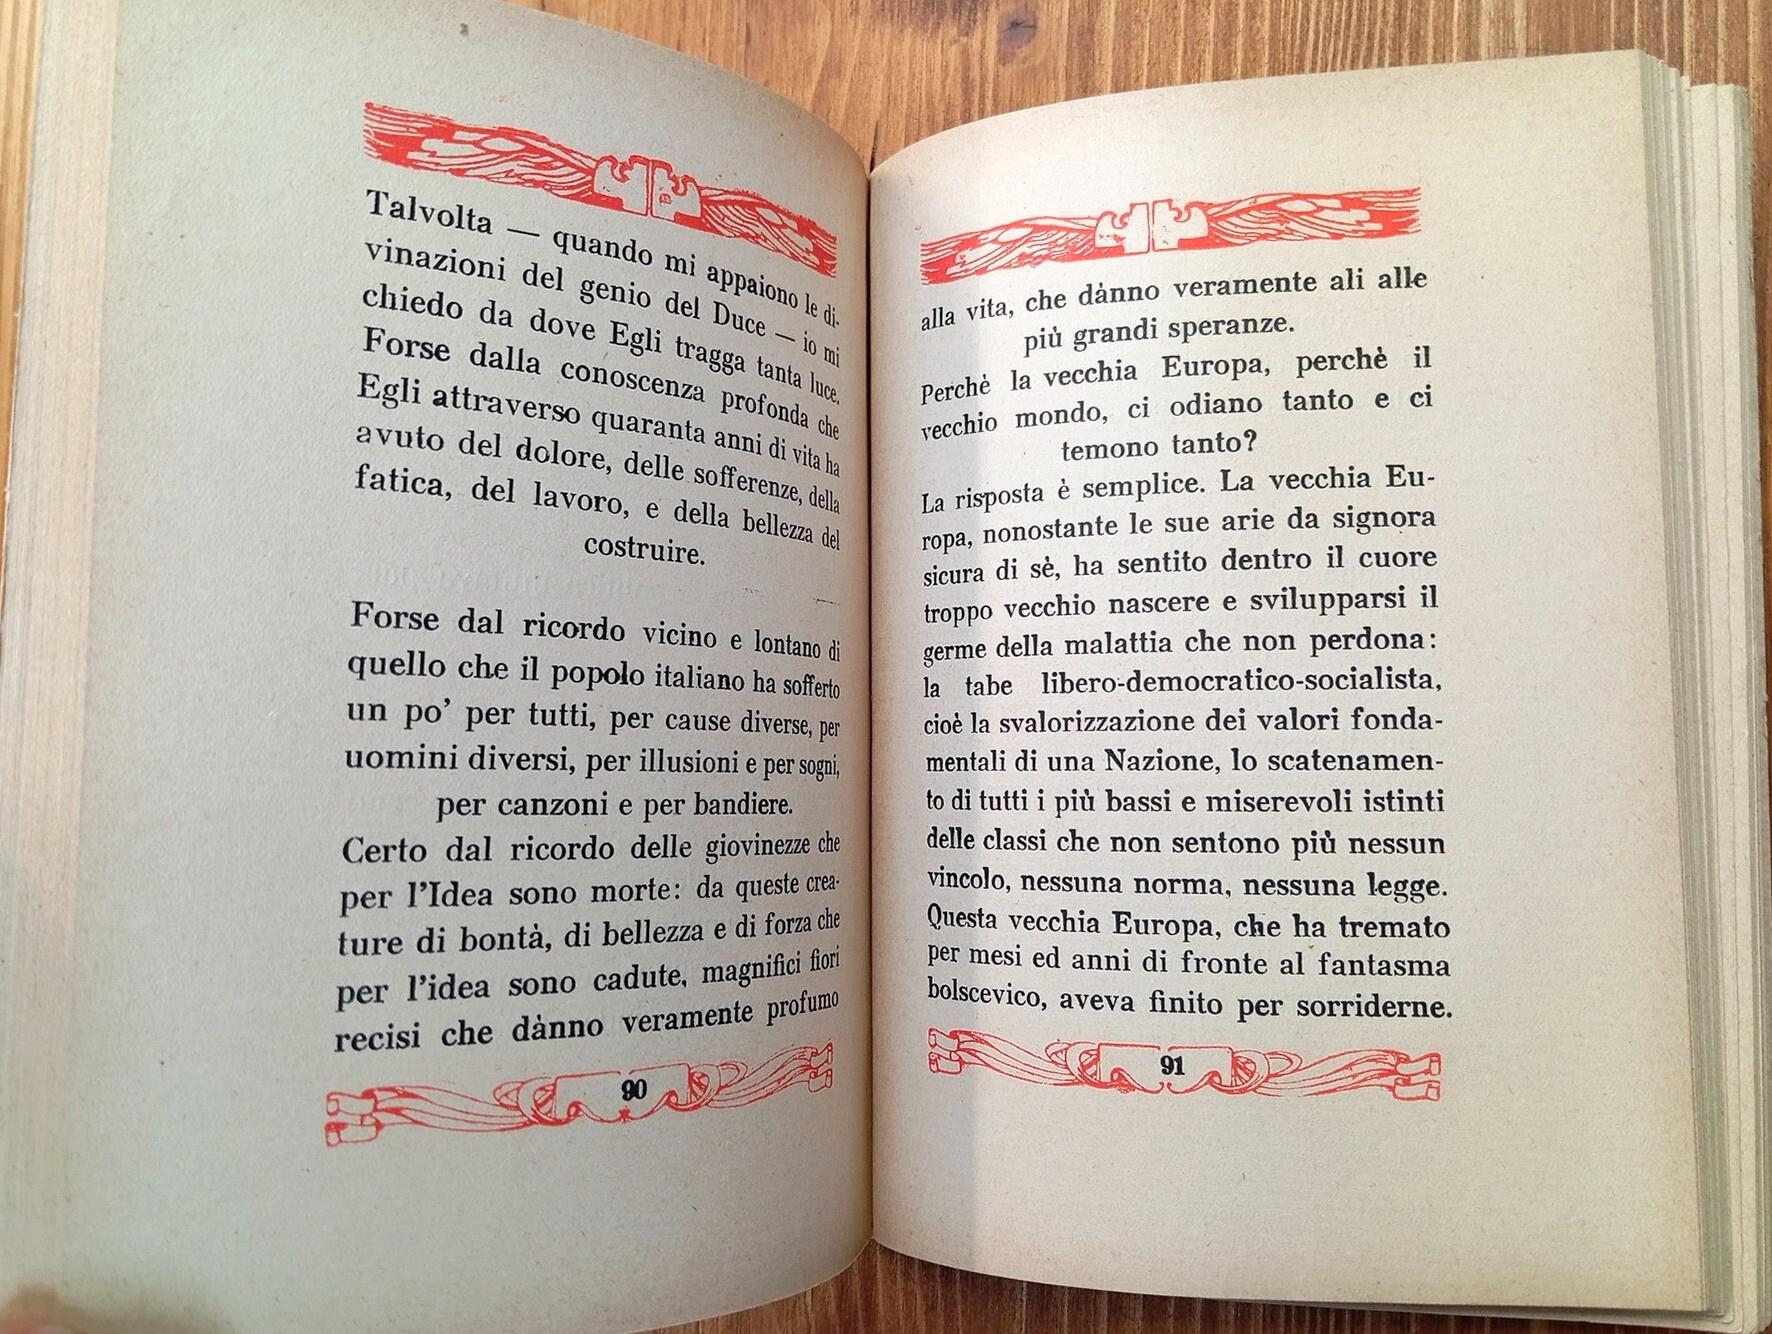 Talvolta — quando mi appaiono le di-
vinazioni del genio del Duce — io mi
chiedo da dove Egli tragga tanta luce.
Forse dalla conoscenza profonda che
Egli attraverso quaranta anni di vita ha
avuto del dolore, delle sofferenze, della
fatica, del lavoro, e della bellezza del
costruire.
Forse dal ricordo vicino e lontano di
quello che il popolo italiano ha sofferto
un po' per tutti, per cause diverse, per
uomini diversi, per illusioni e per sogni,
per canzoni e per bandiere.
Certo dal ricordo delle giovinezze che
per l'Idea sono morte: da queste crea-
ture di bontà, di bellezza e di forza che
per l'idea sono cadute, magnifici fiori
recisi che dànno veramente profumo
90
alla vita, che dànno veramente ali alle
più grandi speranze.
Perchè la vecchia Europa, perchè il
vecchio mondo, ci odiano tanto e ci
temono tanto?
La risposta è semplice. La vecchia Eu-
ropa, nonostante le sue arie da signora
sicura di sè, ha sentito dentro il cuore
troppo vecchio nascere e svilupparsi il
germe della malattia che non perdona:
la tabe libero-democratico-socialista,
cioè la svalorizzazione dei valori fonda-
mentali di una Nazione, lo scatenamen-
to di tutti i più bassi e miserevoli istinti
delle classi che non sentono più nessun
vincolo, nessuna norma, nessuna legge.
Questa vecchia Europa, che ha tremato
per mesi ed anni di fronte al fantasma
bolscevico, aveva finito per sorriderne.
91